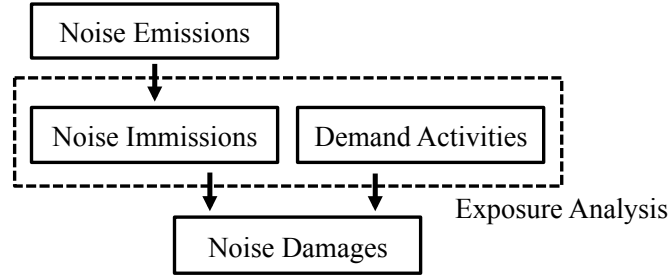 Noise Emissions
Noise Immissions
Demand Activities
Exposure Analysis
Noise Damages